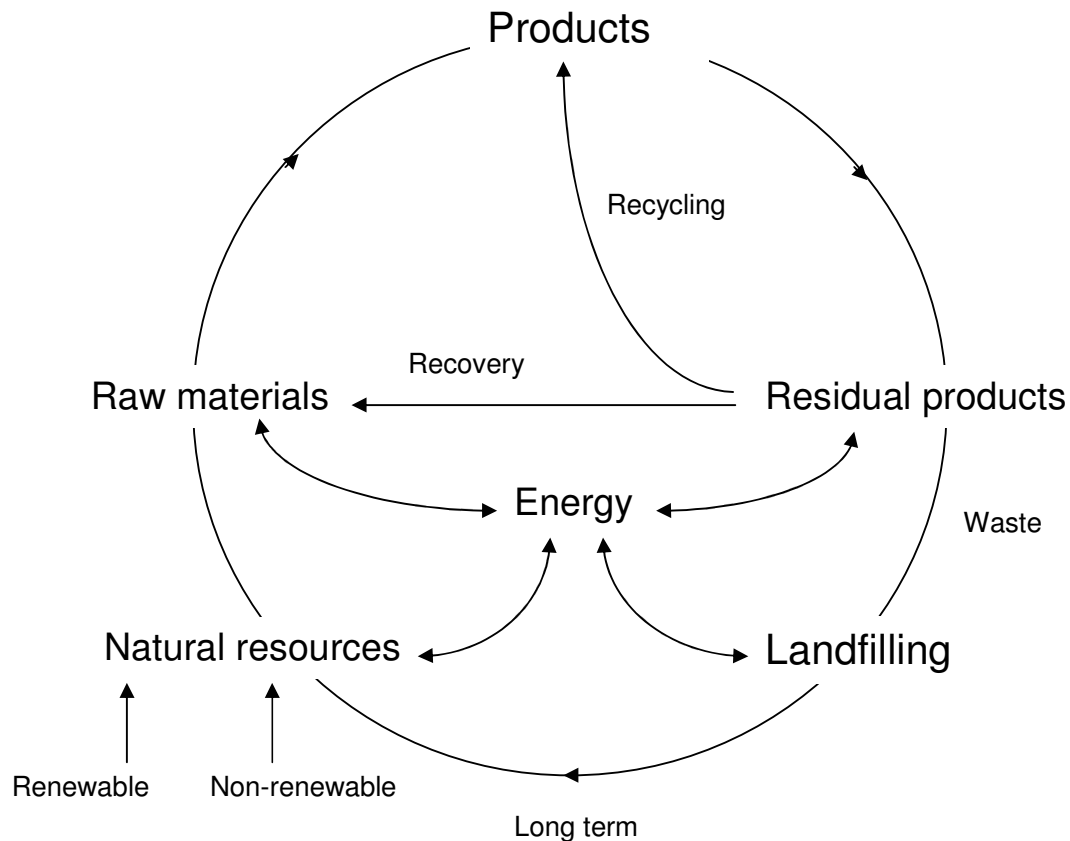 Products
Recycling
Recovery
Raw materials
Residual products
Energy
Waste
Natural resources
Landfilling
Renewable
Non-renewable
Long term